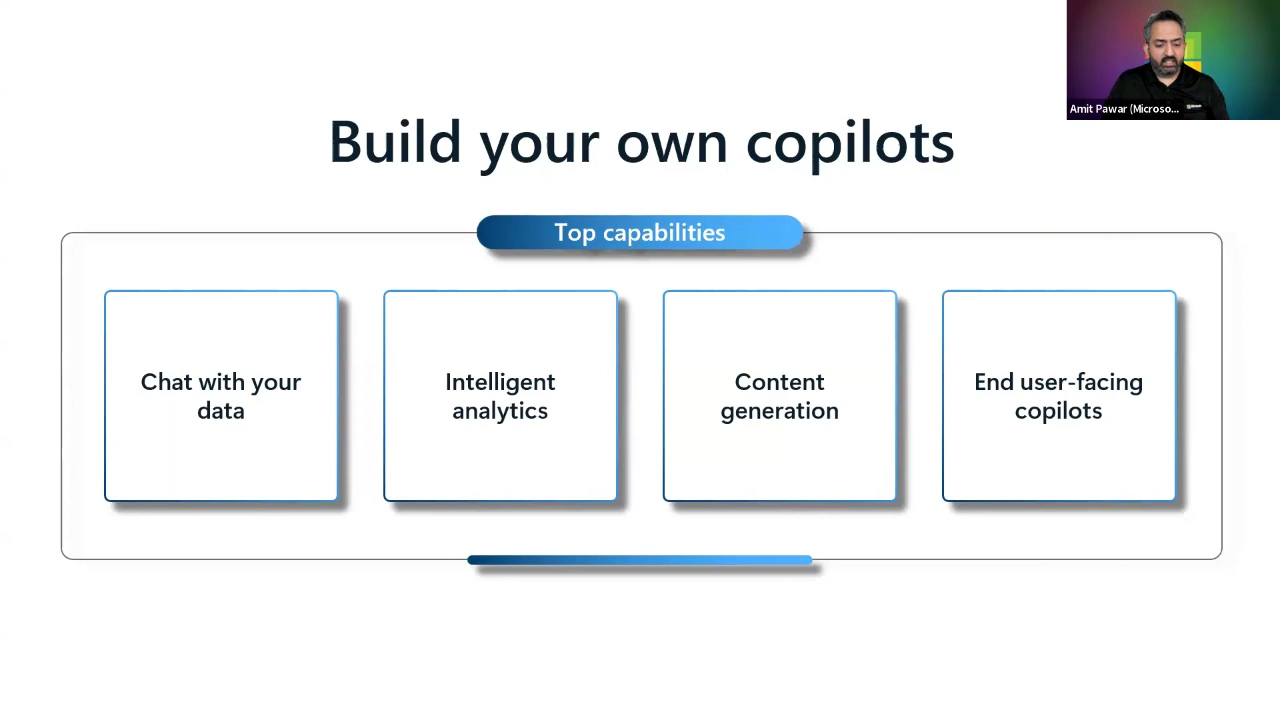 Amit Pawar (Microso...
Build your own copilots
Top capabilities
Chat with your
data
Intelligent
analytics
Content
generation
End user-facing
copilots